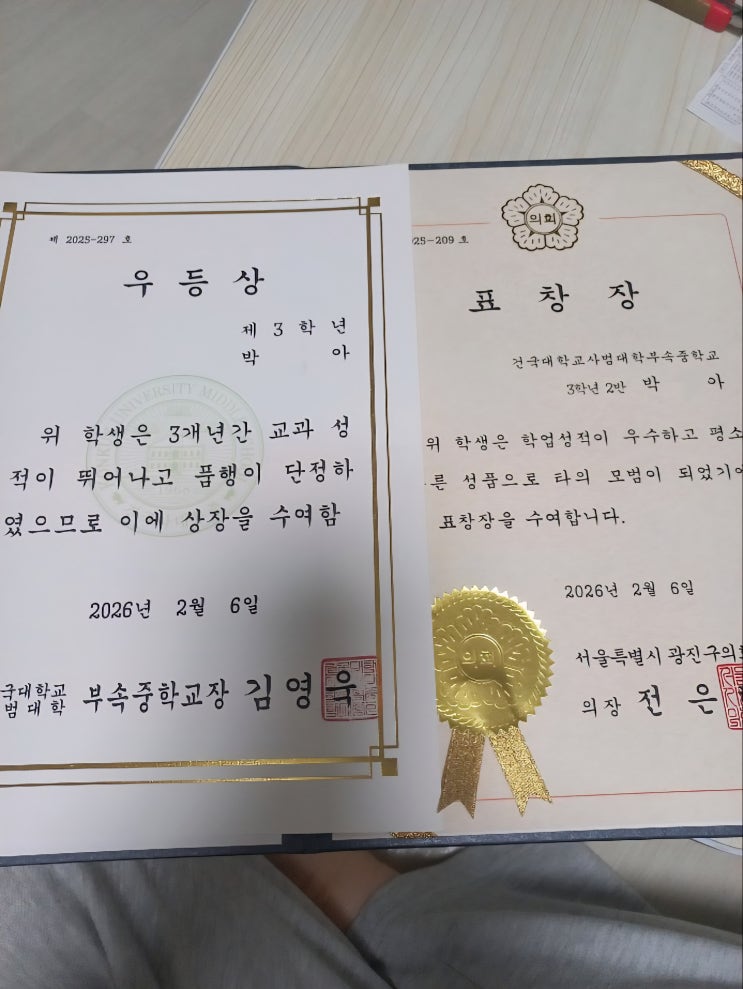 제 2025-297 호
우 등 상
제 3 학 년
박 아
위 학생은 3개년간 교과 성
적이 뛰어나고 품행이 단정하
였으므로 이에 상장을 수여함
2026년 2월 6일
국대학교
범대학
부속중학교장 김영욱
의회
25-209 호
표 창 장
건국대학교사범대학부속중학교
3학년 2반 박 아
위 학생은 학업성적이 우수하고 평소
른 성품으로 타의 모범이 되었기에
표창장을 수여합니다.
2026년 2월 6일
의회
서울특별시 광진구의회
의장 전 은